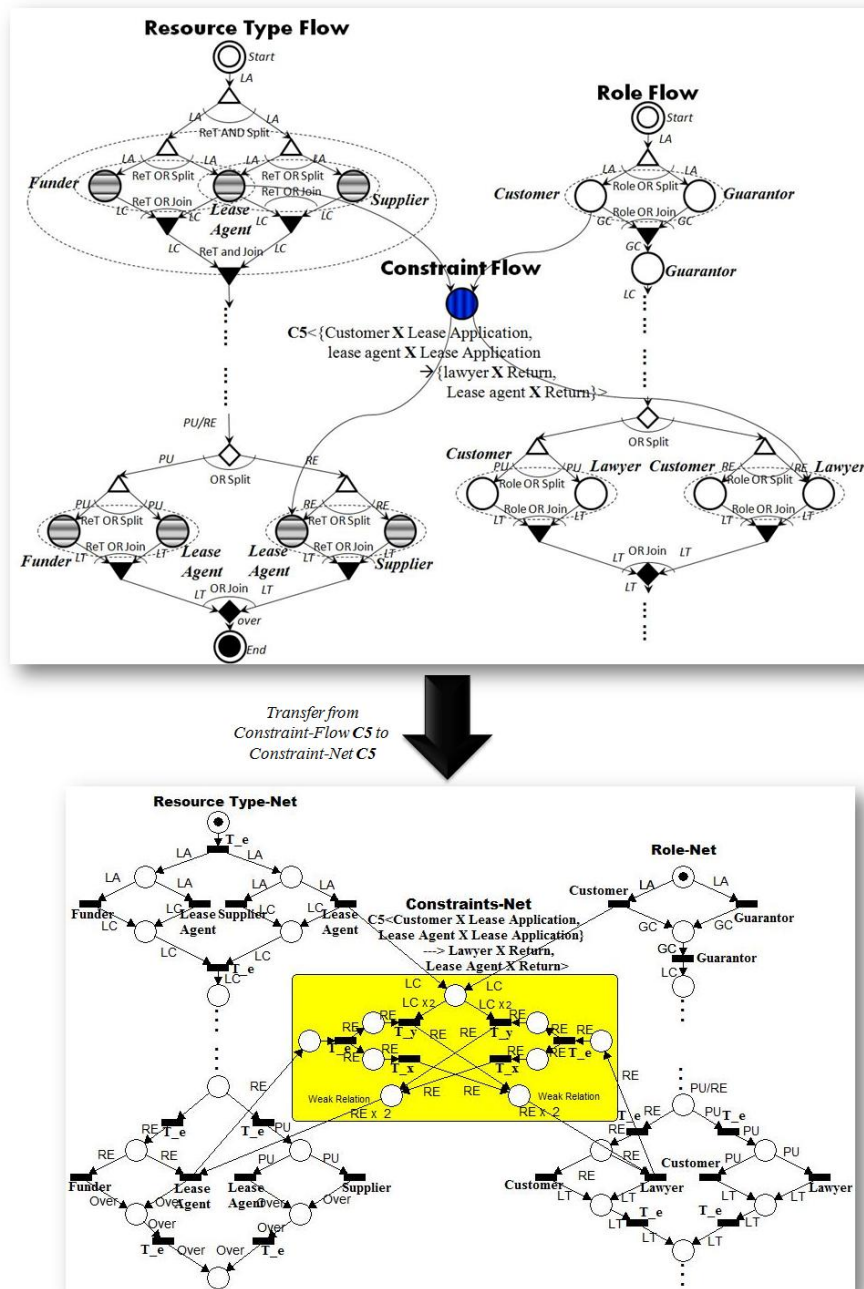 Resource Type Flow
Start
LA
LA
LA
ReT AND Split
LA
LA
LA
LA
Funder
ReT OR Split
ReT OR Split
ReT OR Join
ReT OR Join
Lease
Agent
Supplier
LC
LC
LC
LC
LC
ReT and Join
LC
Role Flow
Start
LA
LA
LA
Customer
Role OR Split
Guarantor
Role OR Join
GC
GC
GC
Guarantor
LC
Constraint Flow
C5<{Customer X Lease Application,
lease agent X Lease Application
→{lawyer X Return,
Lease agent X Return}>
PU/RE
PU
OR Split
RE
PU
PU
RE
RE
ReT OR Split
ReT OR Split
ReT OR Join
ReT OR Join
Funder
LT
LT
Lease
Agent
Lease
Agent
LT
LT
Supplier
LT
OR Join
LT
over
End
OR Split
Customer
PU
PU
Lawyer
Customer
RE
RE
Lawyer
Role OR Split
Role OR Split
Role OR Join
Role OR Join
LT
LT
LT
LT
LT
OR Join
LT
LT
Transfer from
Constraint-Flow C5 to
Constraint-Net C5
Resource Type-Net
T_e
LA
LA
LA
LA
LA
LA
Funder
Lease
Agent
Supplier
Lease
Agent
LC
LC
LC
LC
LC
LC
T_e
LC
Role-Net
Customer
LA
LA
Guarantor
GC
GC
GC
Guarantor
LC
Constraints-Net
C5<Customer X Lease Application,
Lease Agent X Lease Application}
---> Lawyer X Return,
Lease Agent X Return>
LC
LC
LC x2
LC x2
RE
RE
T_y
T_y
RE
RE
RE
T_e
RE
RE
RE
T_e
RE
RE
RE
T_x
T_x
RE
RE
RE
Weak Relation
RE
RE
Weak Relation
RE x 2
RE x 2
RE
RE
T_e
PU
T_e
RE
RE
PU
PU
Funder
Lease
Agent
Lease
Agent
Supplier
Over
Over
Over
Over
T_e
Over
Over
T_e
PU/RE
T_e
RE
PU
T_e
RE
PU
RE
RE
PU
PU
Customer
Lawyer
Customer
Lawyer
LT
LT
LT
LT
LT
T_e
T_e
LT
LT